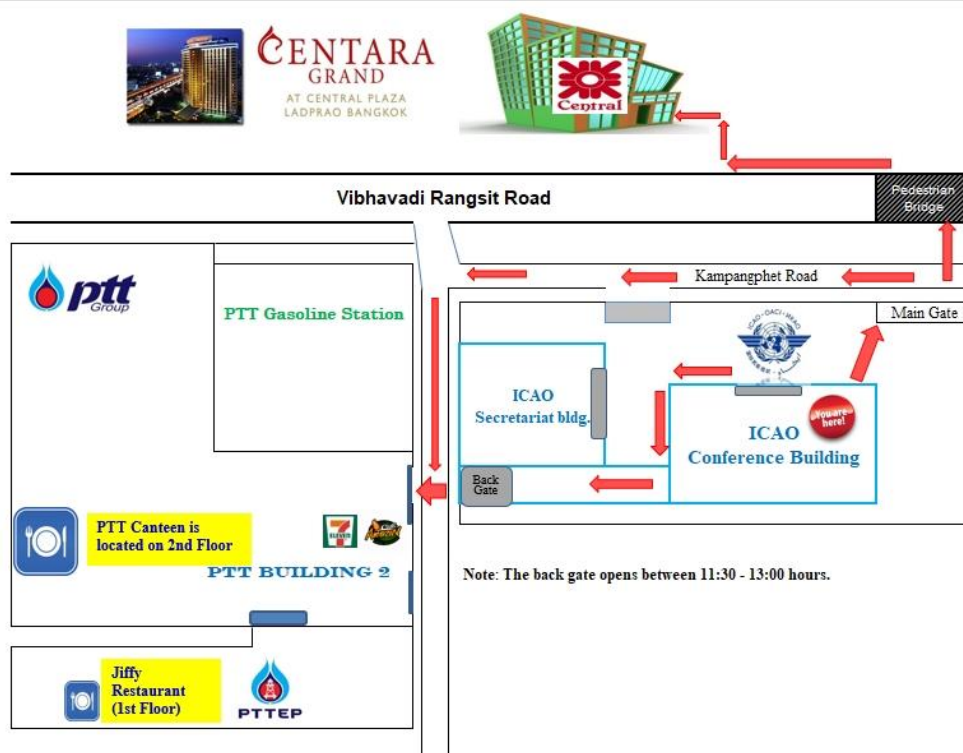 CENTARA
GRAND
AT CENTRAL PLAZA
LADPRAO BANGKOK
Central
Vibhavadi Rangsit Road
Pedestrian
Bridge
Kampangphet Road
Main Gate
ptt
Group
PTT Gasoline Station
ICAO
Secretariat bldg.
You are
here!
ICAO
Conference Building
Back
Gate
PTT Canteen is
located on 2nd Floor
7
ELEVEN
PTT BUILDING 2
Note: The back gate opens between 11:30 - 13:00 hours.
Jiffy
Restaurant
(1st Floor)
PTTEP